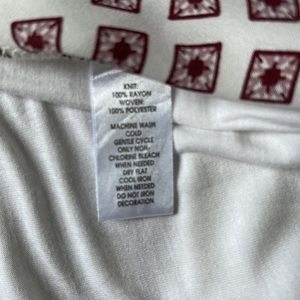 KNIT:
100% RAYON
WOVEN:
100% POLYESTER
MACHINE WASH
COLD
GENTLE CYCLE
ONLY NON-
CHLORINE BLEACH
WHEN NEEDED
DRY FLAT
COOL IRON
WHEN NEEDED
DO NOT IRON
DECORATION